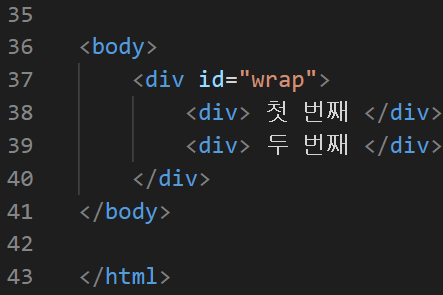 35
36 <body>
37 <div id="wrap">
38 <div> 첫 번째 </div>
39 <div> 두 번째 </div>
40 </div>
41 </body>
42
43 </html>